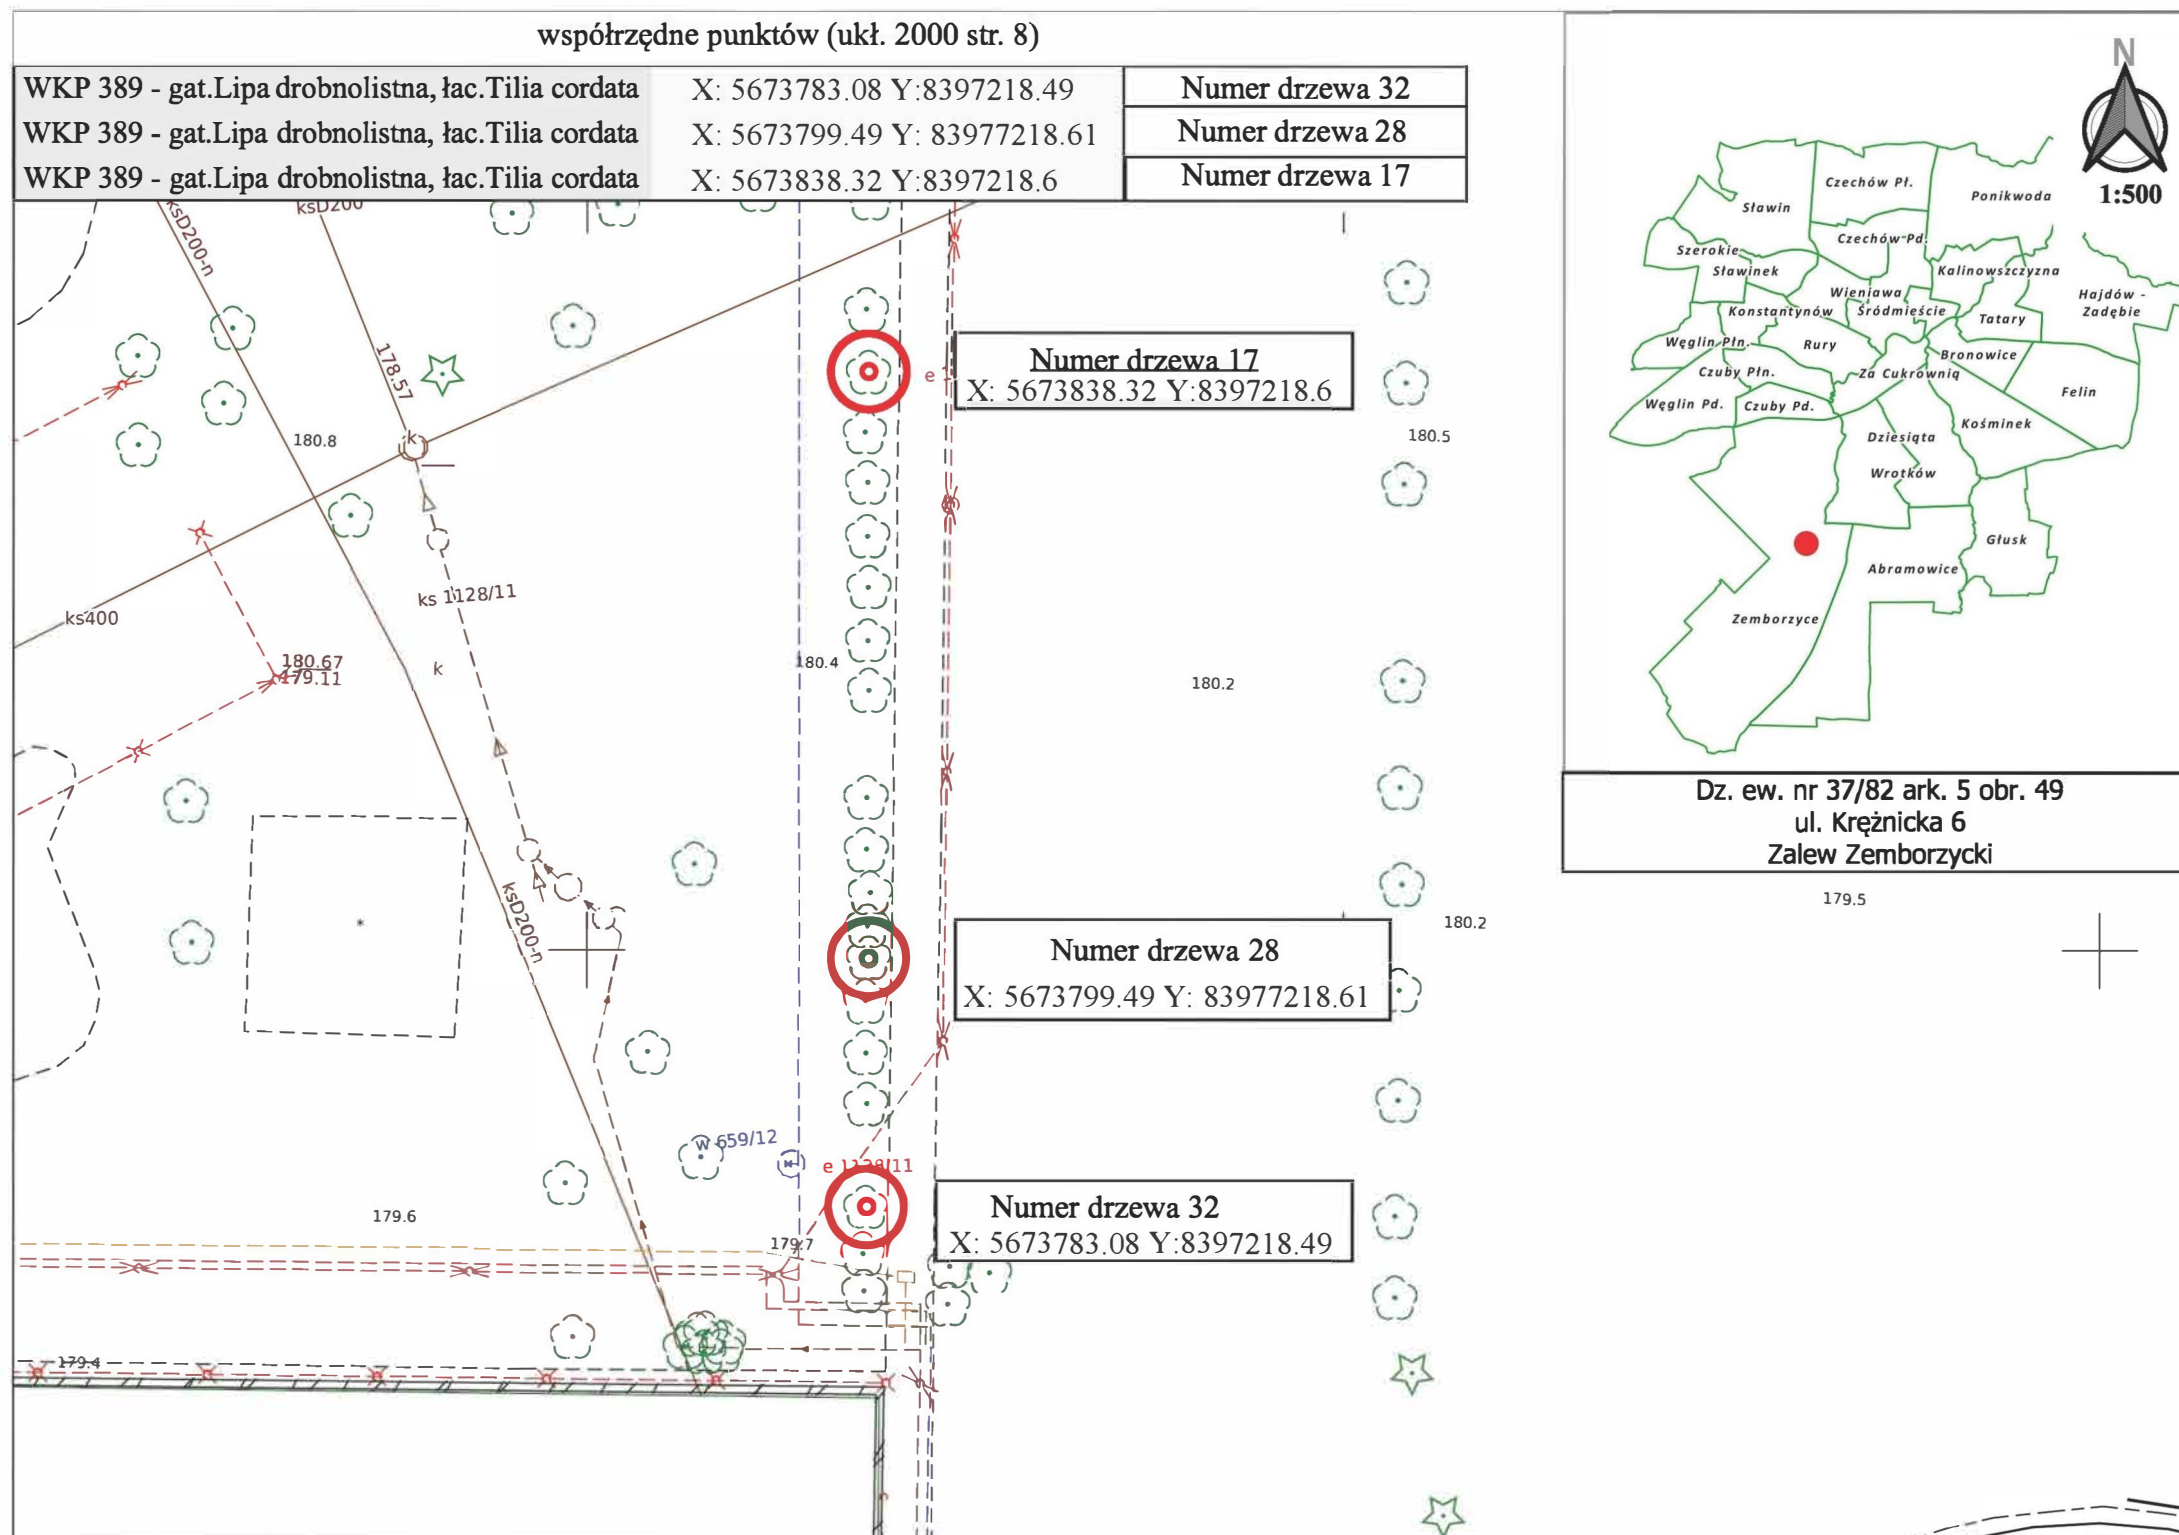 współrzędne punktów (ukł. 2000 str. 8)
WKP 389 - gat.Lipa drobnolistna, łac.Tilia cordata X: 5673783.08 Y:8397218.49 Numer drzewa 32
WKP 389 - gat.Lipa drobnolistna, łac.Tilia cordata X: 5673799.49 Y: 83977218.61 Numer drzewa 28
WKP 389 - gat.Lipa drobnolistna, łac.Tilia cordata X: 5673838.32 Y:8397218.6 Numer drzewa 17
N
1:500
Sławin
Czechów Pł.
Ponikwoda
Szerokie
Sławinek
Czechów Pd.
Kalinowszczyzna
Wieniawa
Hajdów -
Zadębie
Konstantynów
Śródmieście
Tatary
Węglin Płn.
Rury
Bronowice
Czuby Płn.
Za Cukrownią
Felin
Węglin Pd.
Czuby Pd.
Kośminek
Dziesiąta
Wrotków
Głusk
Abramowice
Zemborzyce
Dz. ew. nr 37/82 ark. 5 obr. 49
ul. Krężnicka 6
Zalew Zemborzycki
ksD200-n
ksD200
178.57
180.8
k
Numer drzewa 17
X: 5673838.32 Y:8397218.6
e
180.5
ks 1128/11
ks400
180.67
179.11
k
180.4
180.2
179.5
ksD200-n
180.2
Numer drzewa 28
X: 5673799.49 Y: 83977218.61
w 659/12
e 1128/11
Numer drzewa 32
X: 5673783.08 Y:8397218.49
179.6
179.7
179.4